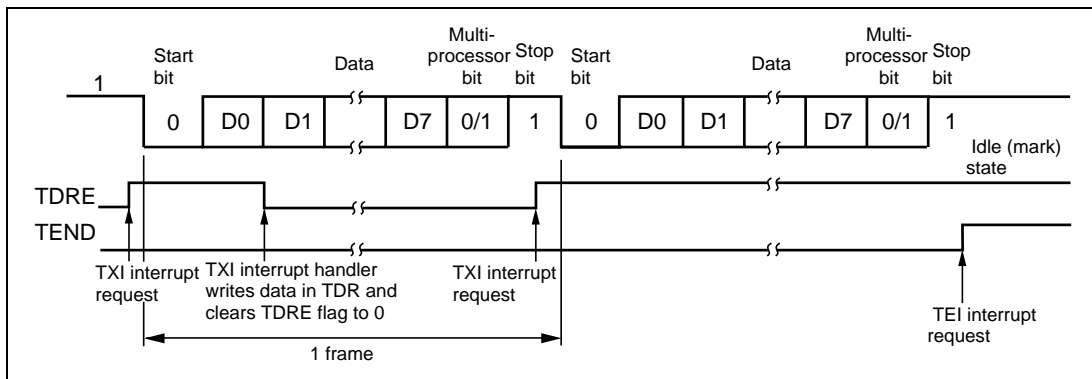 Multi- Multi-
Start Data processor Stop Start Data processor Stop
bit bit bit bit bit bit
1
0 D0 D1 D7 0/1 1 0 D0 D1 D7 0/1 1
Idle (mark)
state
TDRE
TEND
TXI interrupt
request
TXI interrupt handler
writes data in TDR and
clears TDRE flag to 0
TXI interrupt
request
TEI interrupt
request
1 frame